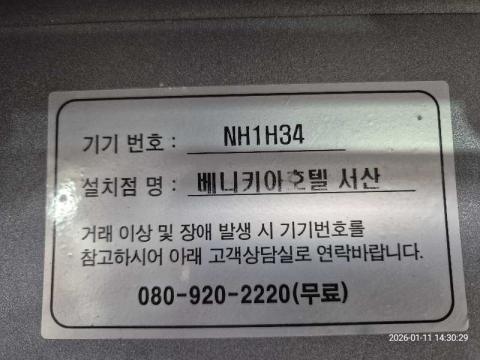 기기 번호 : NH1H34
설치점 명 : 베니키아호텔 서산
거래 이상 및 장애 발생 시 기기번호를
참고하시어 아래 고객상담실로 연락바랍니다.
080-920-2220(무료)
2026-01-11 14:30:29